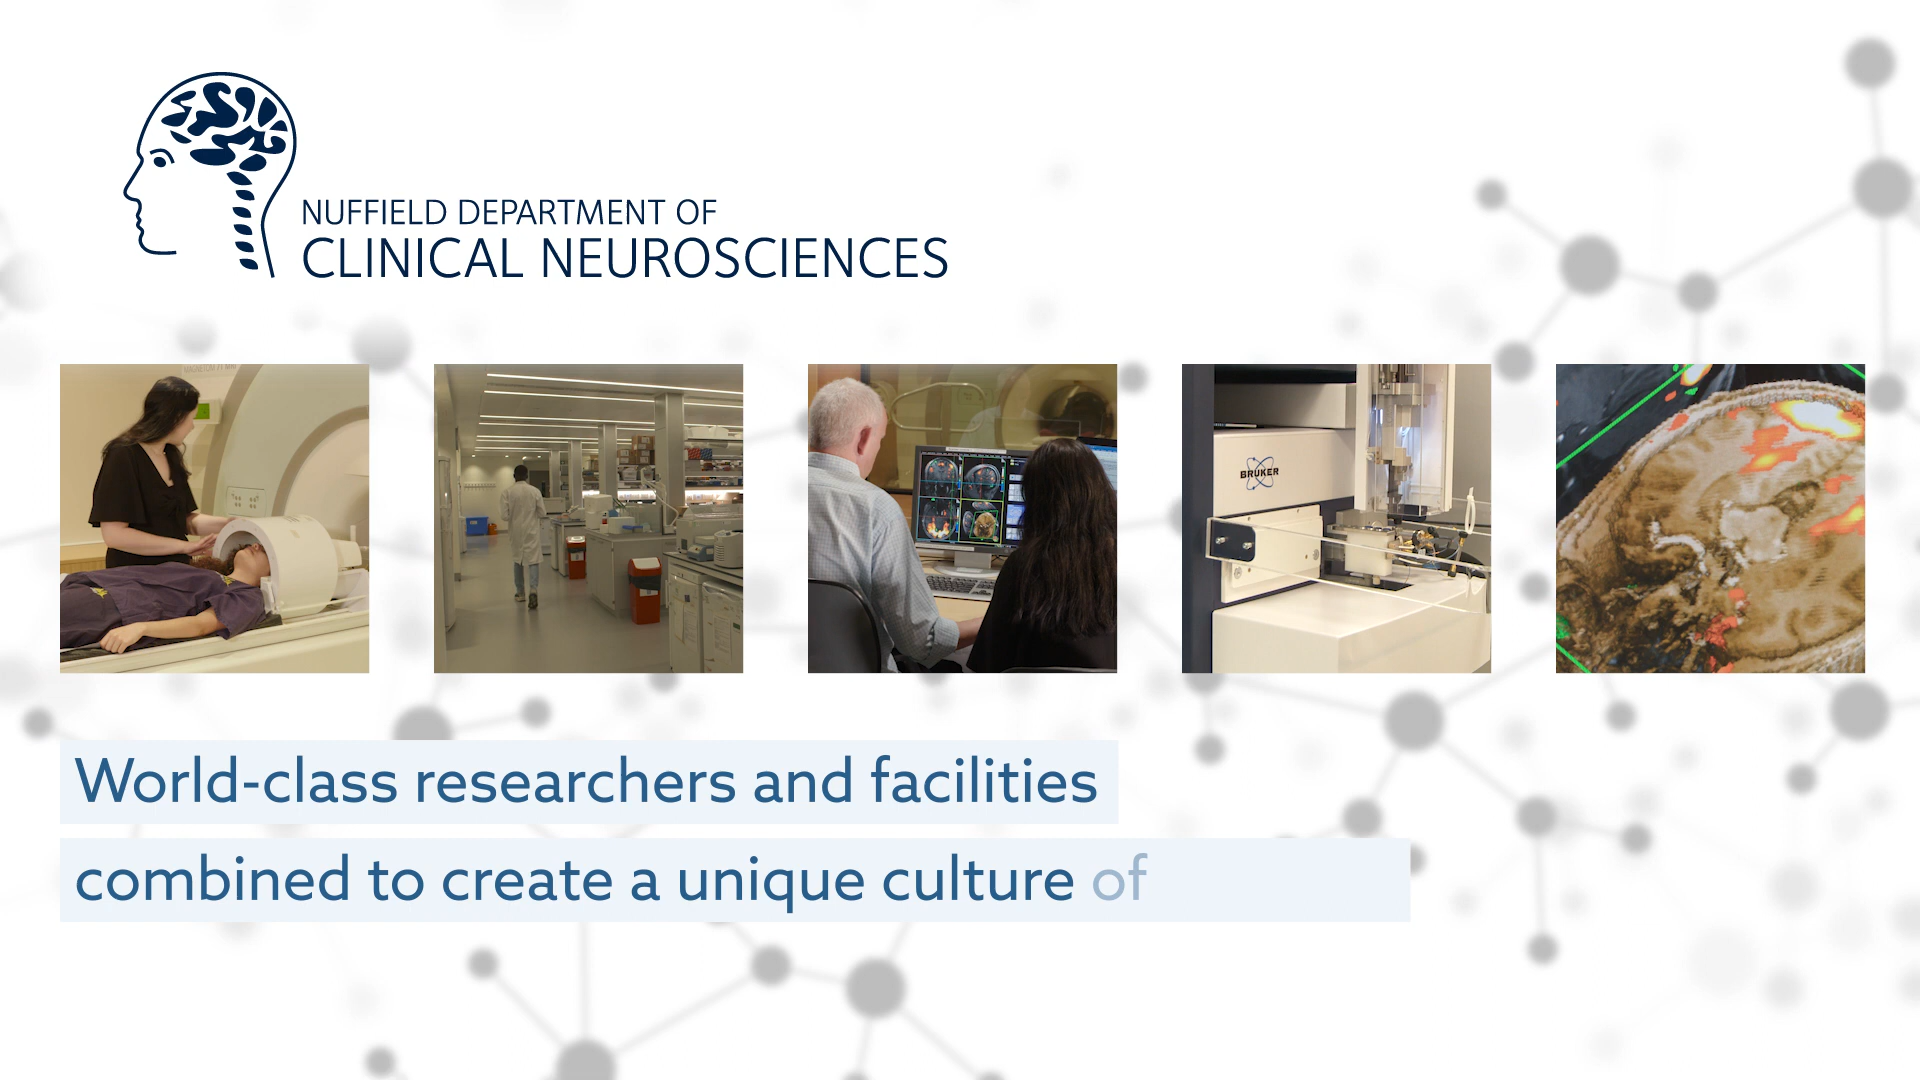 NUFFIELD DEPARTMENT OF
CLINICAL NEUROSCIENCES
BRUKER
World-class researchers and facilities
combined to create a unique culture of